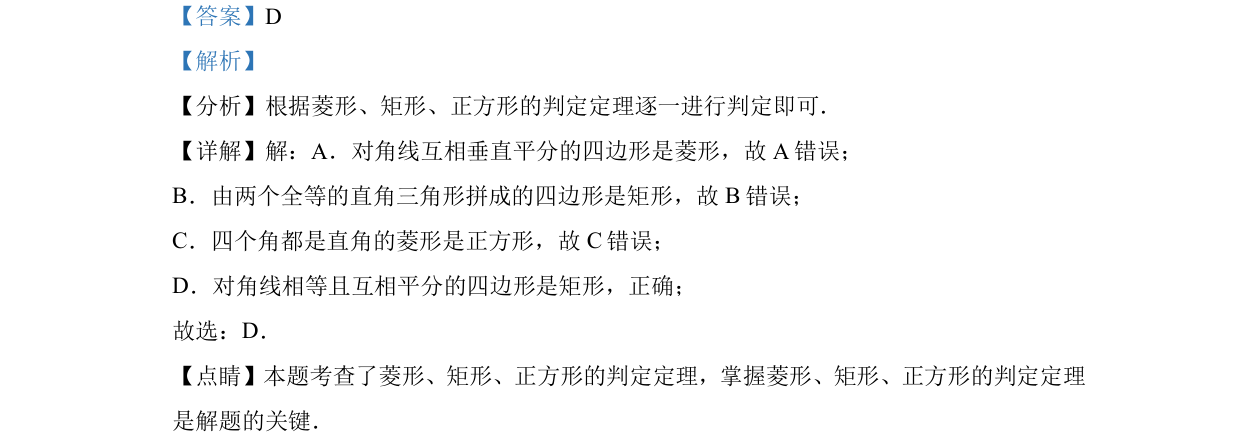 【答案】D
【解析】
【分析】根据菱形、矩形、正方形的判定定理逐一进行判定即可．
【详解】解：A．对角线互相垂直平分的四边形是菱形，故 A 错误；
B．由两个全等的直角三角形拼成的四边形是矩形，故 B 错误；
C．四个角都是直角的菱形是正方形，故 C 错误；
D．对角线相等且互相平分的四边形是矩形，正确；
故选：D．
【点睛】本题考查了菱形、矩形、正方形的判定定理，掌握菱形、矩形、正方形的判定定理
是解题的关键．